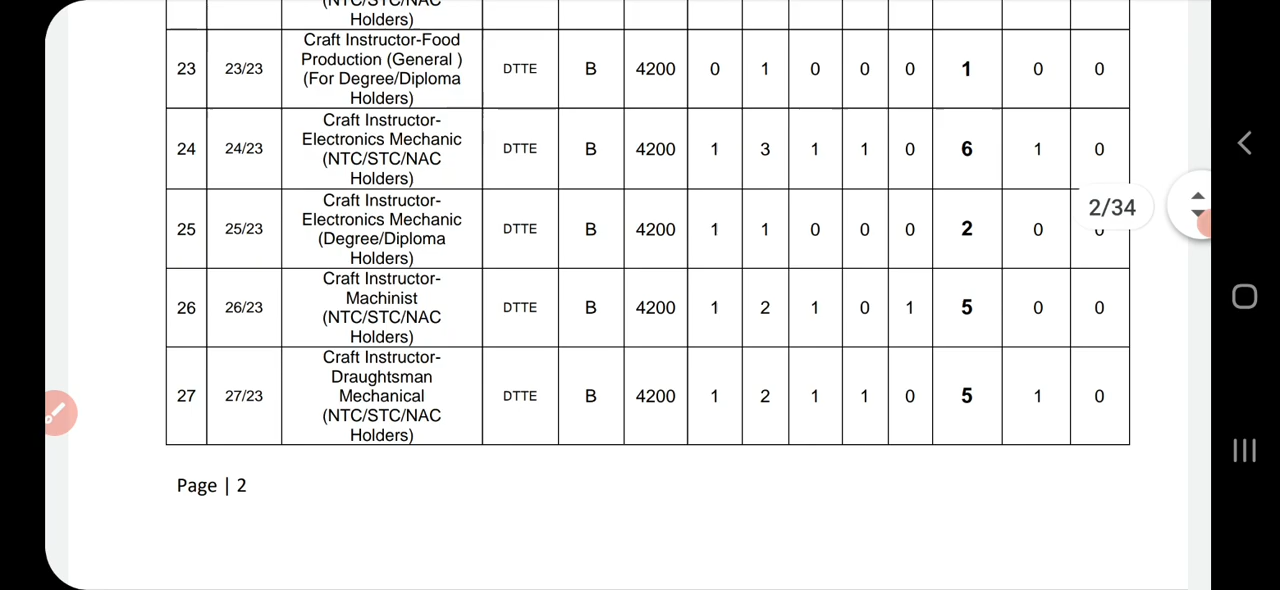 (NTC/STC/NAC
Holders)
Craft Instructor-Food
Production (General )
(For Degree/Diploma
Holders)
23 23/23 DTTE B 4200 0 1 0 0 0 1 0 0
Craft Instructor-
Electronics Mechanic
(NTC/STC/NAC
Holders)
24 24/23 DTTE B 4200 1 3 1 1 0 6 1 0
Craft Instructor-
Electronics Mechanic
(Degree/Diploma
Holders)
25 25/23 DTTE B 4200 1 1 0 0 0 2 0 0
Craft Instructor-
Machinist
(NTC/STC/NAC
Holders)
26 26/23 DTTE B 4200 1 2 1 0 1 5 0 0
Craft Instructor-
Draughtsman
Mechanical
(NTC/STC/NAC
Holders)
27 27/23 DTTE B 4200 1 2 1 1 0 5 1 0
2/34
Page | 2